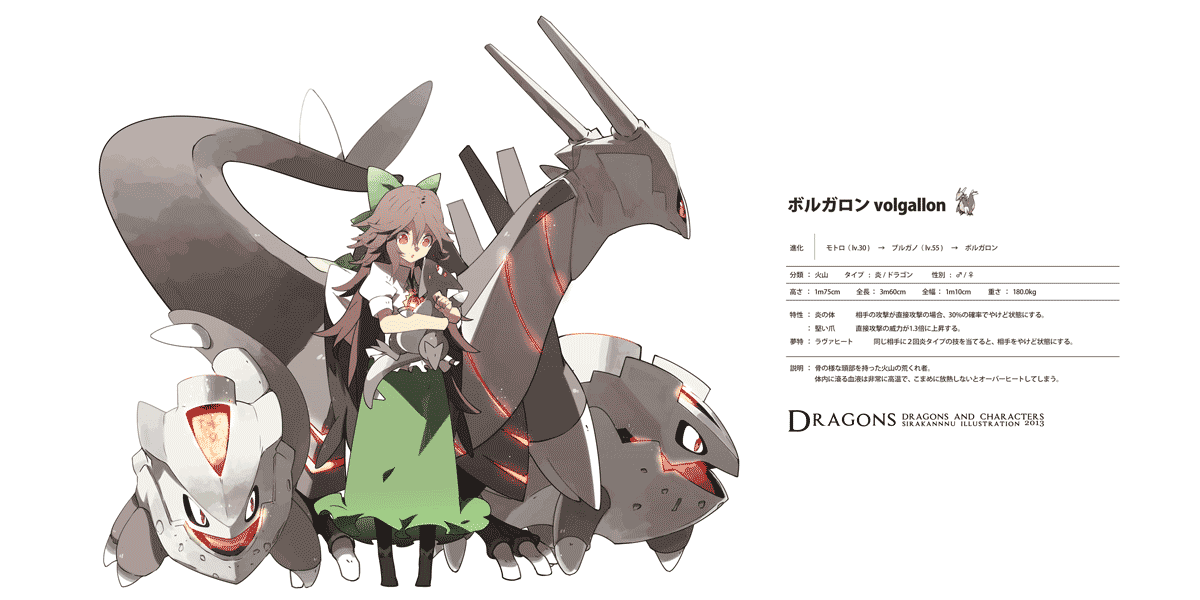 ボルガロン volgallon
進化 モトロ ( lv.30 ) → ブルガノ ( lv.55 ) → ボルガロン
分類 : 火山 タイプ : 炎 / ドラゴン 性別 : ♂ / ♀
高さ : 1m75cm 全長 : 3m60cm 全幅 : 1m10cm 重さ : 180.0kg
特性 : 炎の体 相手の攻撃が直接攻撃の場合、30%の確率でやけど状態にする。
: 堅い爪 直接攻撃の威力が1.3倍に上昇する。
夢特 : ラヴァヒート 同じ相手に２回炎タイプの技を当てると、相手をやけど状態にする。
説明 : 骨の様な頭部を持った火山の荒くれ者。
体内に滾る血液は非常に高温で、こまめに放熱しないとオーバーヒートしてしまう。
DRAGONS DRAGONS AND CHARACTERS
SIRAKANNNU ILLUSTRATION 2013